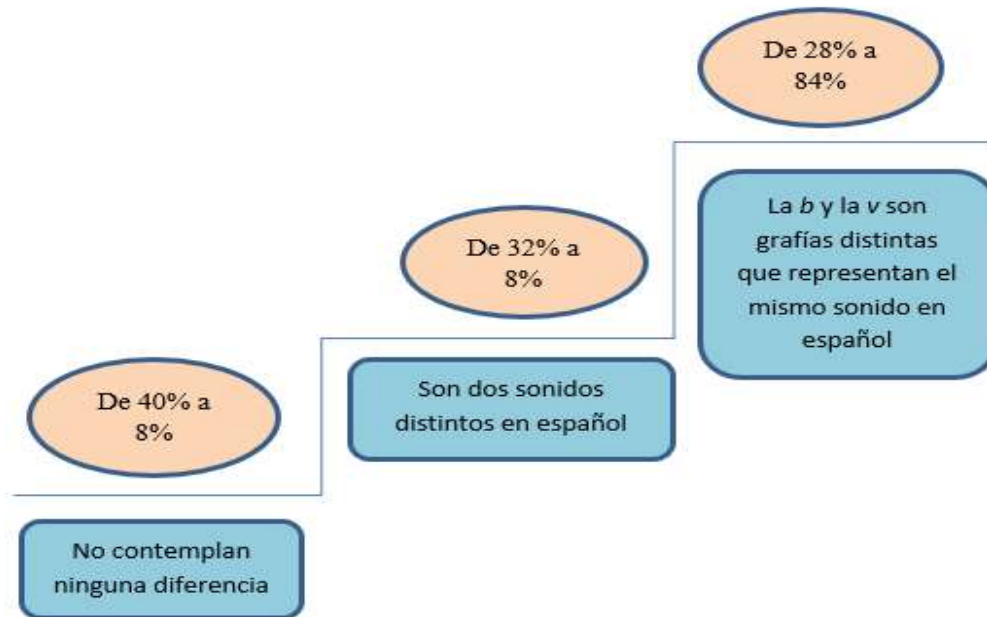 De 28% a
84%
La b y la v son
grafías distintas
que representan el
mismo sonido en
español
De 32% a
8%
Son dos sonidos
distintos en español
De 40% a
8%
No contemplan
ninguna diferencia